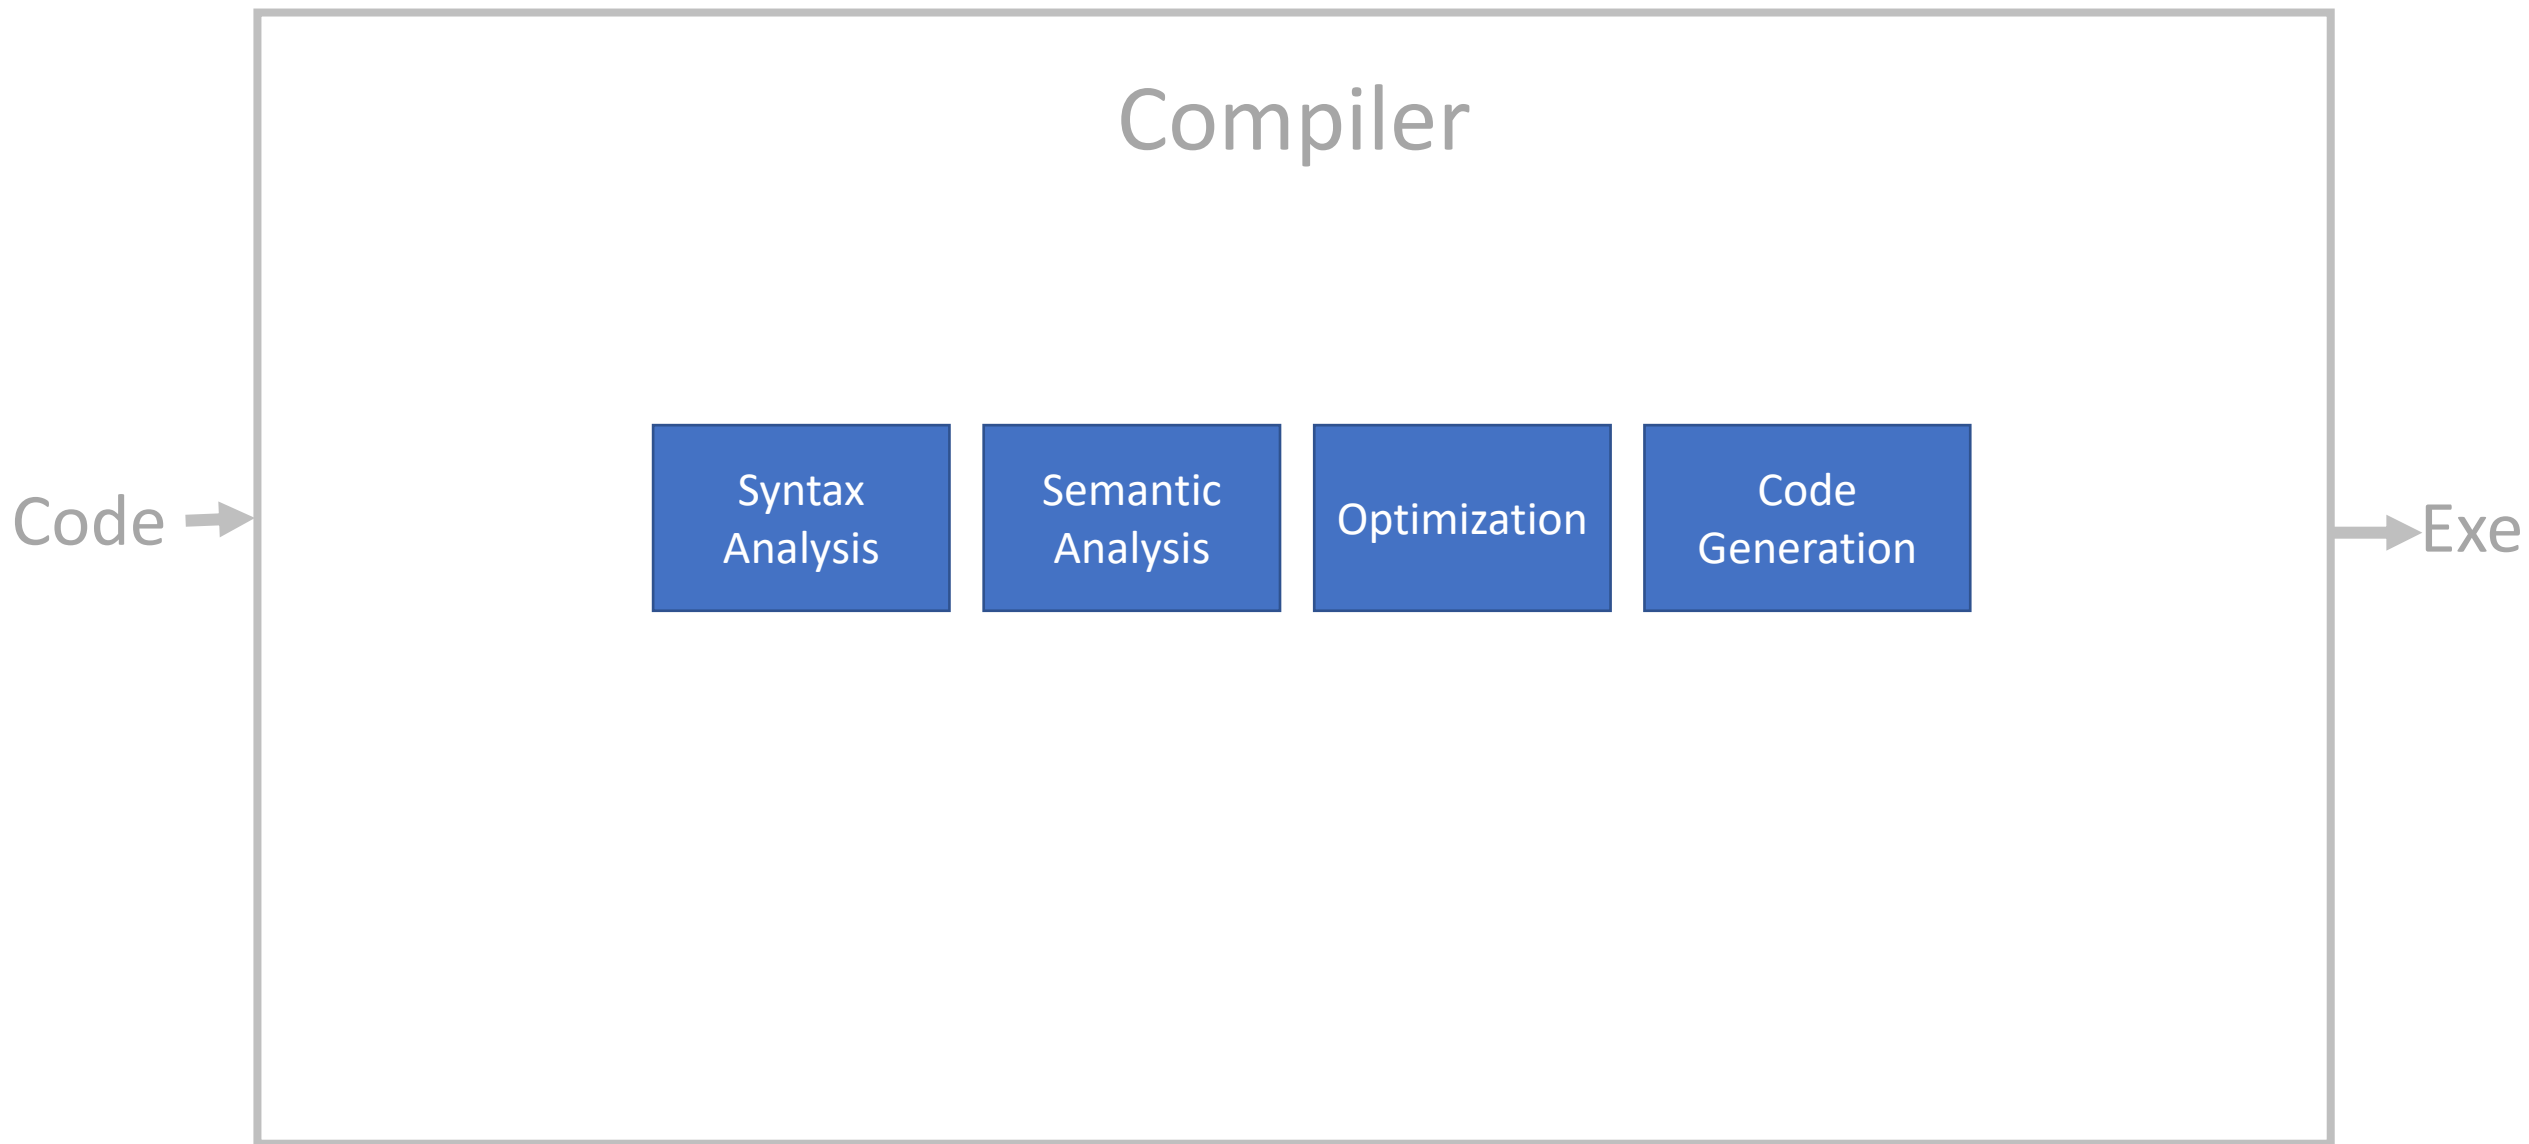 Compiler
Code
Syntax
Analysis
Semantic
Analysis
Optimization
Code
Generation
Exe